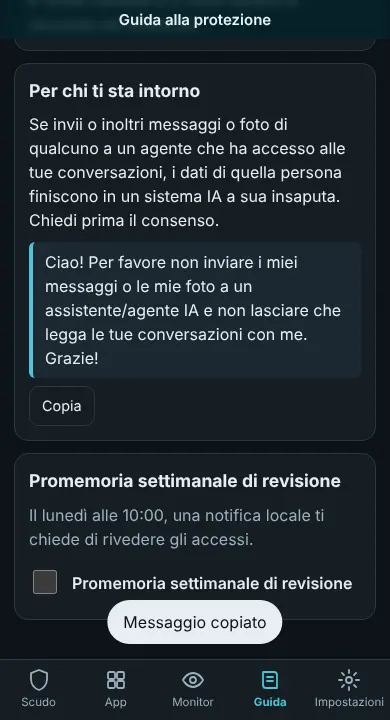 Guida alla protezione
Per chi ti sta intorno
Se invii o inoltri messaggi o foto di
qualcuno a un agente che ha accesso alle
tue conversazioni, i dati di quella persona
finiscono in un sistema IA a sua insaputa.
Chiedi prima il consenso.
Ciao! Per favore non inviare i miei
messaggi o le mie foto a un
assistente/agente IA e non lasciare che
legga le tue conversazioni con me.
Grazie!
Copia
Promemoria settimanale di revisione
Il lunedì alle 10:00, una notifica locale ti
chiede di rivedere gli accessi.
Promemoria settimanale di revisione
Messaggio copiato
Scudo App Monitor Guida Impostazioni